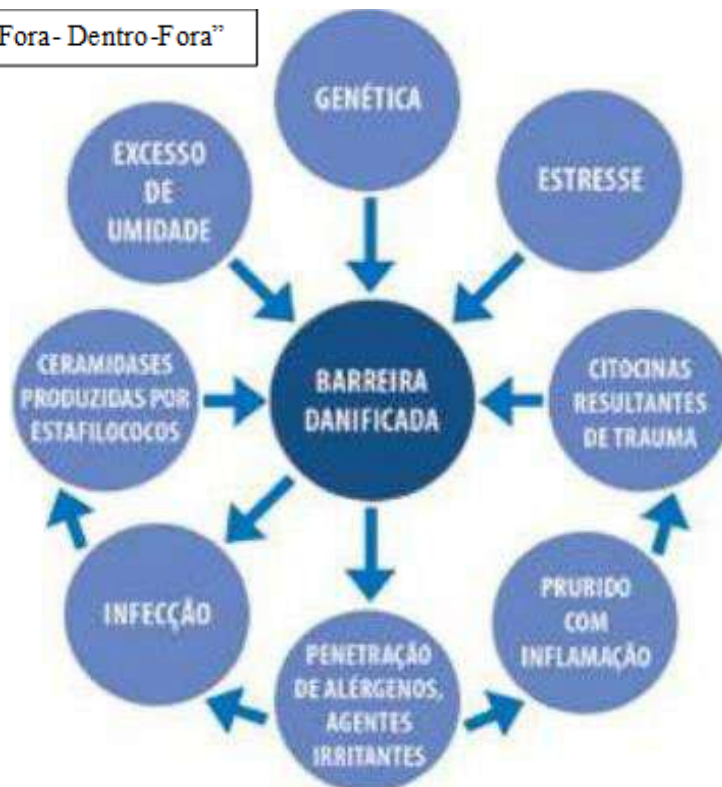 Fora- Dentro-Fora”
GENÉTICA
EXCESSO
DE
UMIDADE
ESTRESSE
CERAMIDASES
PRODUZIDAS POR
ESTAFILOCOCOS
BARREIRA
DANIFICADA
CITOCINAS
RESULTANTES
DE TRAUMA
INFECÇÃO
PENETRAÇÃO
DE ALÉRGENOS,
AGENTES
IRRITANTES
PRURIDO
COM
INFLAMAÇÃO